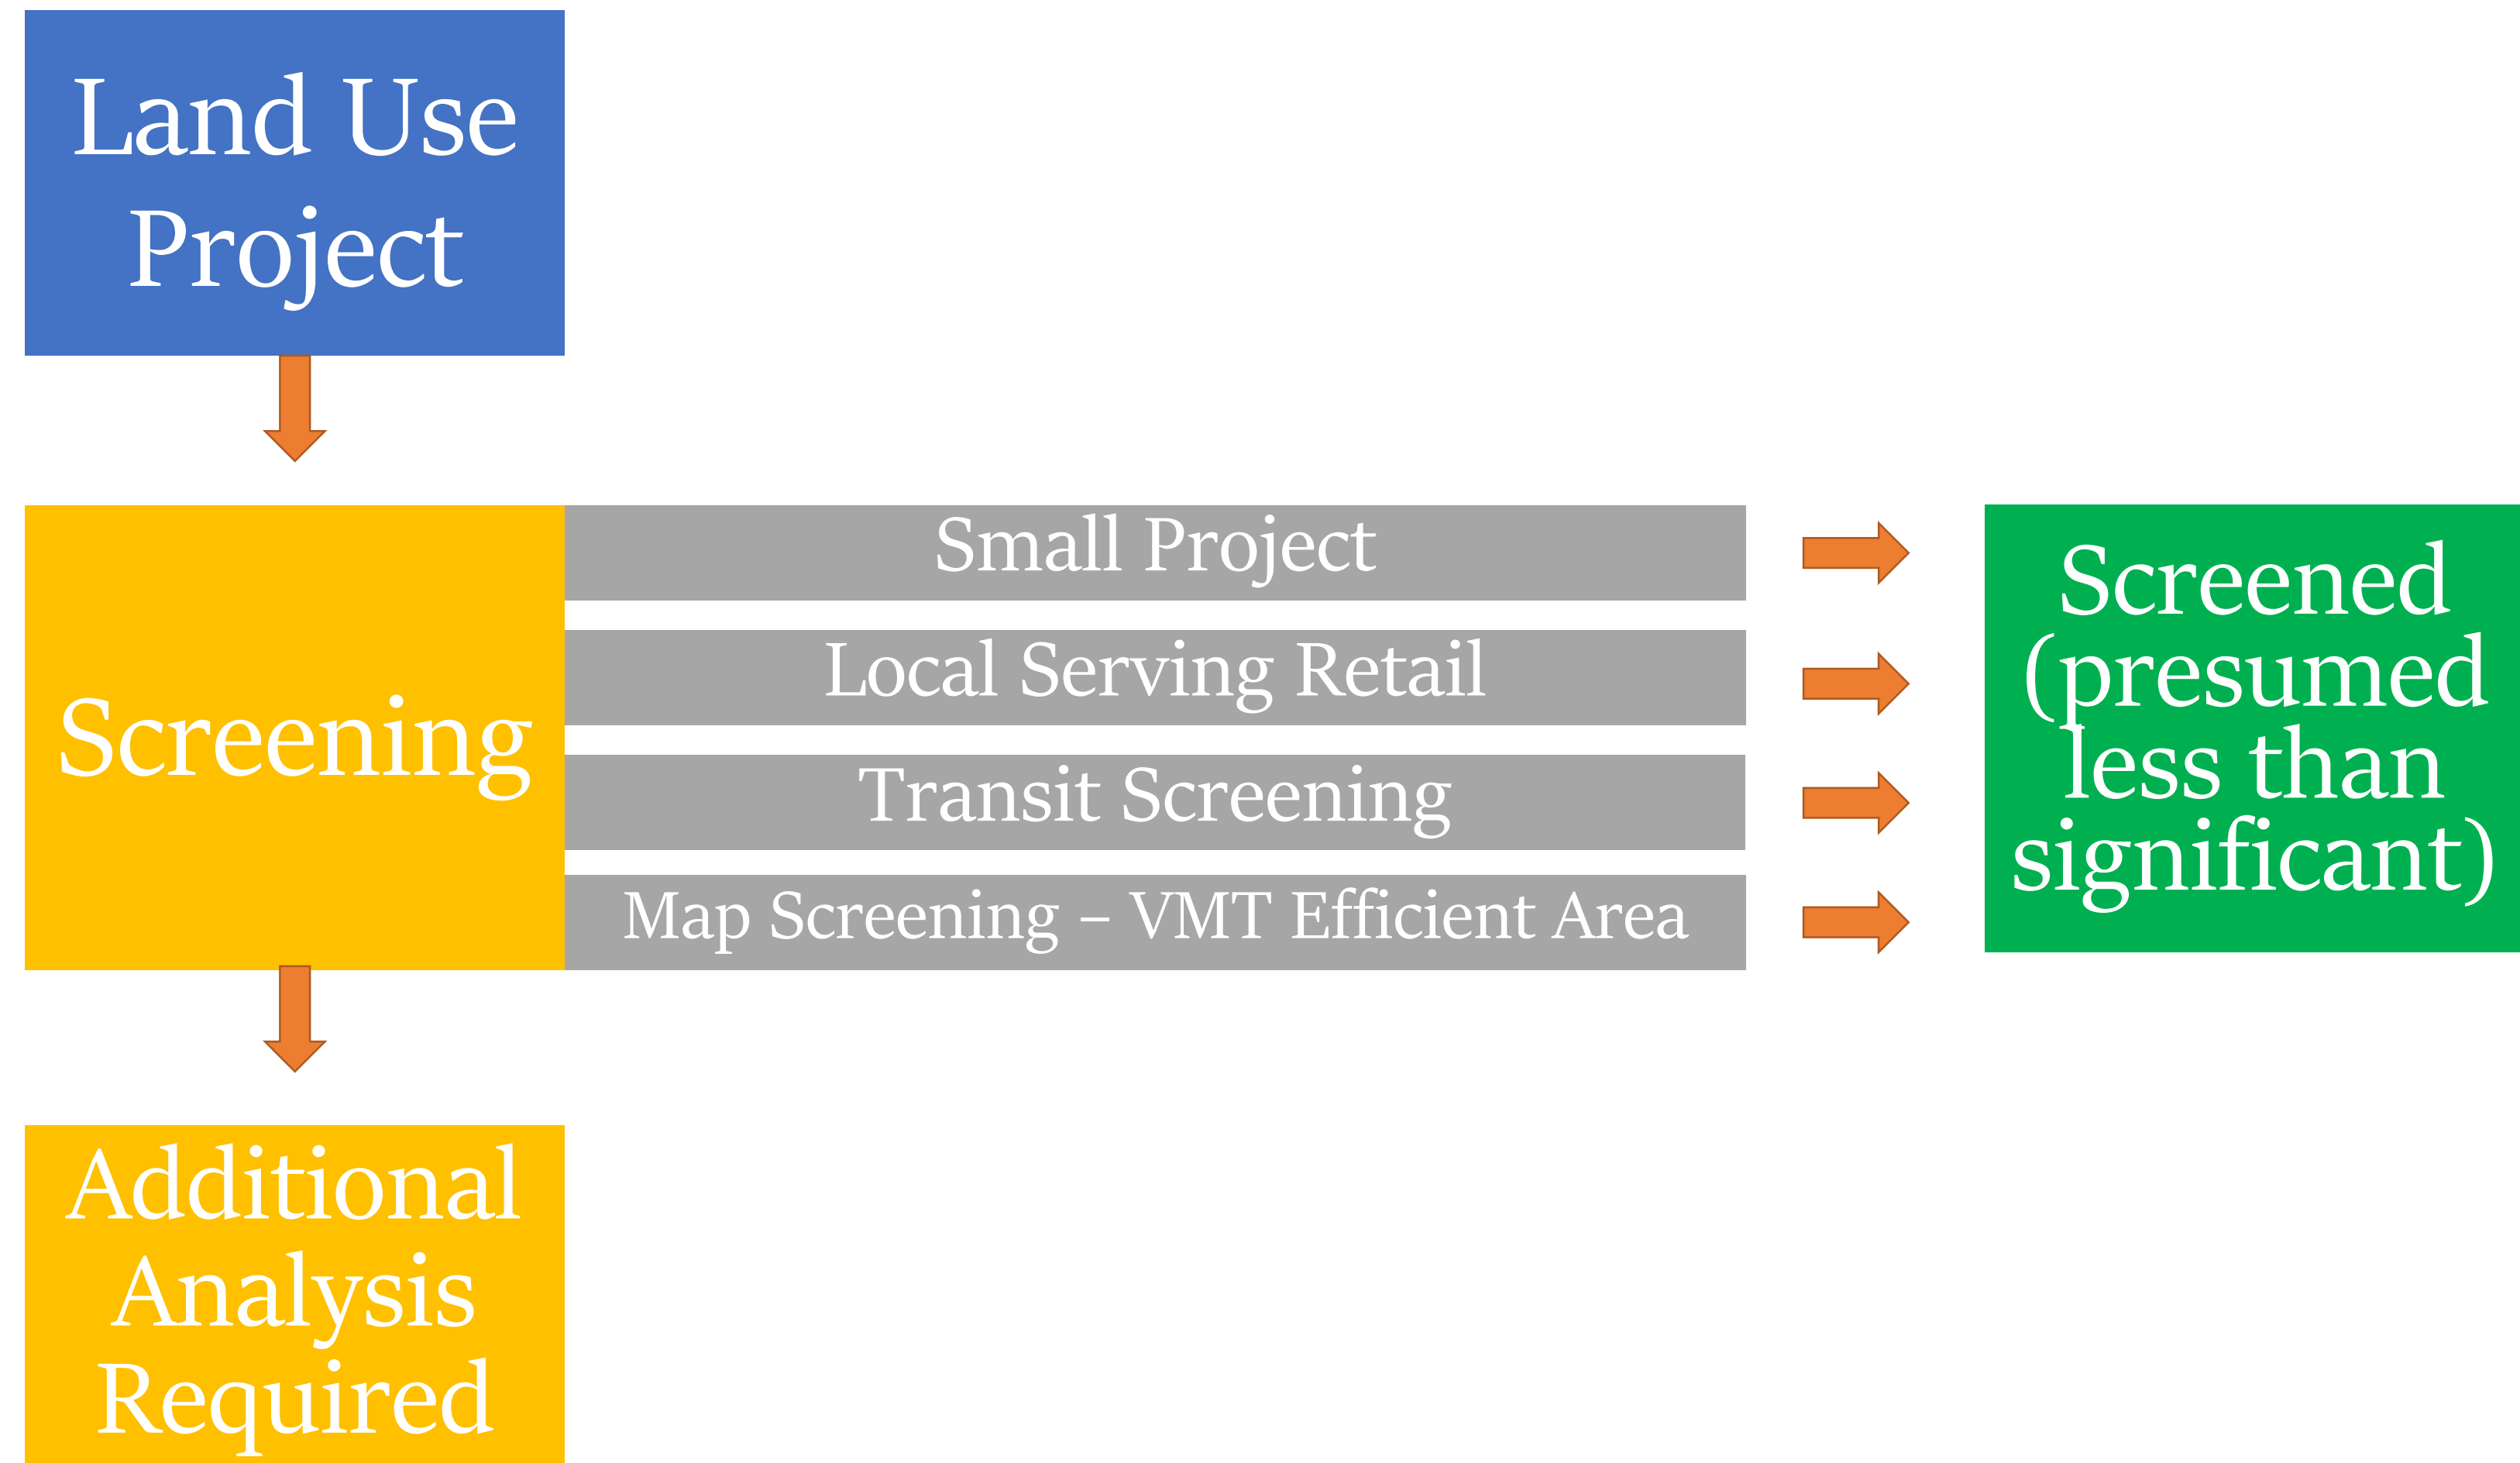 Land Use
Project
Screening
Small Project
Local Serving Retail
Transit Screening
Map Screening – VMT Efficient Area
Screened
(presumed
less than
significant)
Additional
Analysis
Required